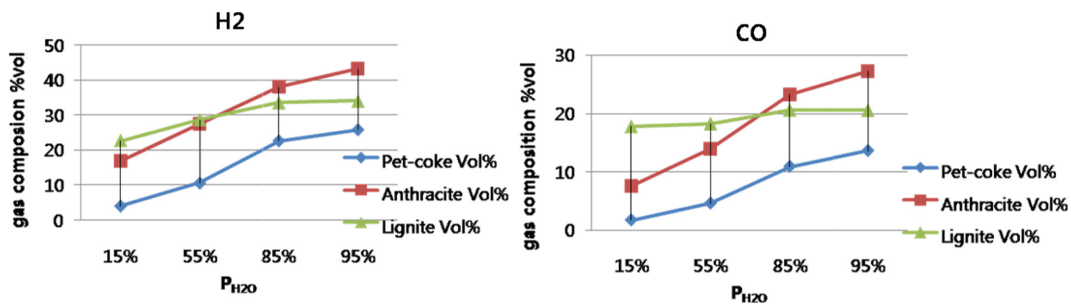 H2
gas composion %vol
50
40
30
20
10
0
15%
55%
85%
95%
P_H2O
Pet-coke Vol%
Anthracite Vol%
Lignite Vol%
CO
gas composition %vol
30
20
10
0
15%
55%
85%
95%
P_H2O
Pet-coke Vol%
Anthracite Vol%
Lignite Vol%